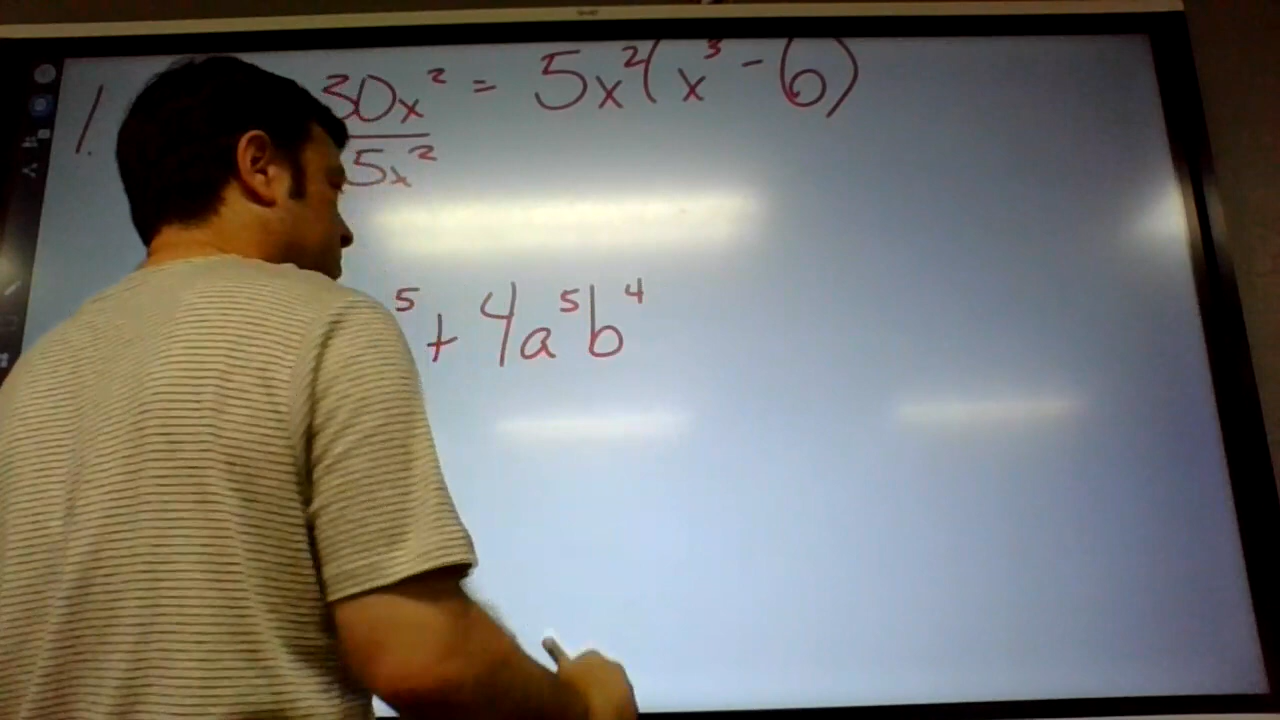 1. 30x² = 5x²(x³ - 6)
5x²
⁵ + 4a⁵b⁴